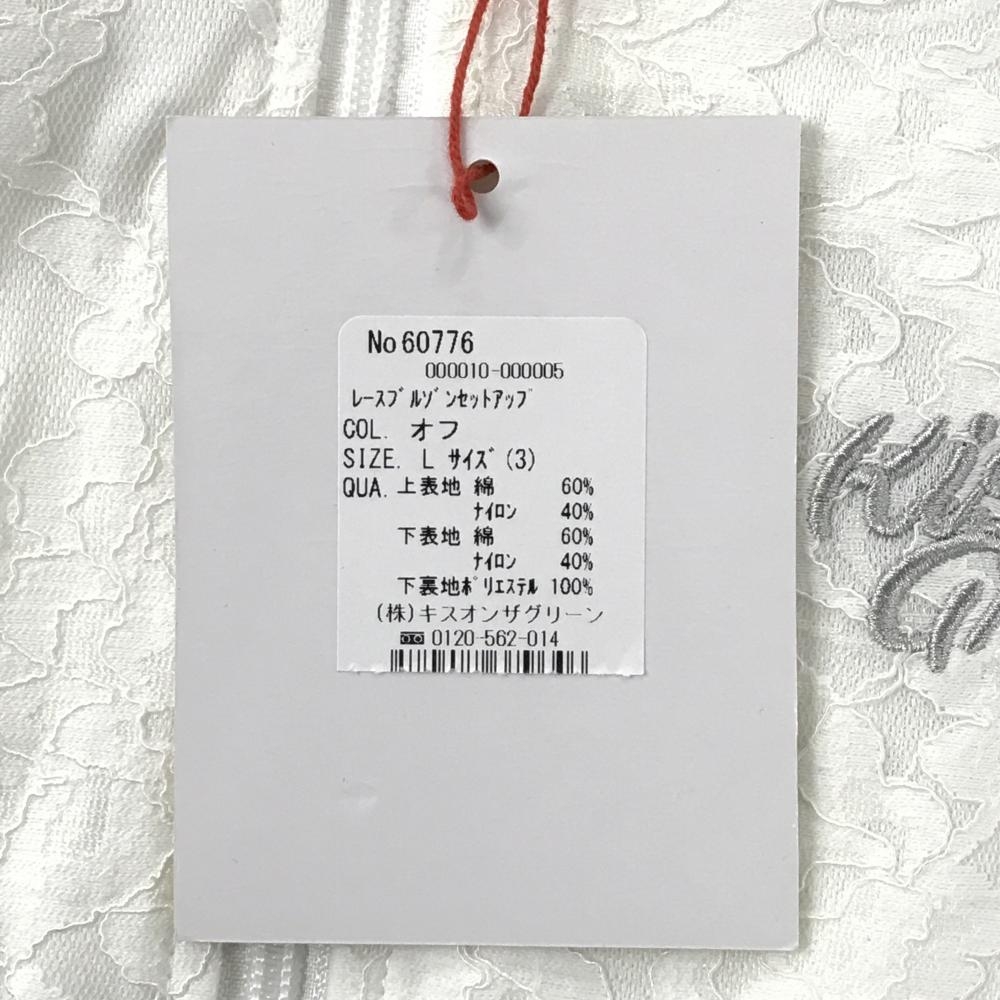 No 60776
000010-000005
ﾚｰｽﾌﾞﾙｿﾞﾝｾｯﾄｱｯﾌﾟ
COL. オフ
SIZE. L ｻｲｽﾞ(3)
QUA. 上表地 綿 60%
ﾅｲﾛﾝ 40%
下表地 綿 60%
ﾅｲﾛﾝ 40%
下裏地ﾎﾟﾘｴｽﾃﾙ 100%
(株)キスオンザグリーン
0120-562-014